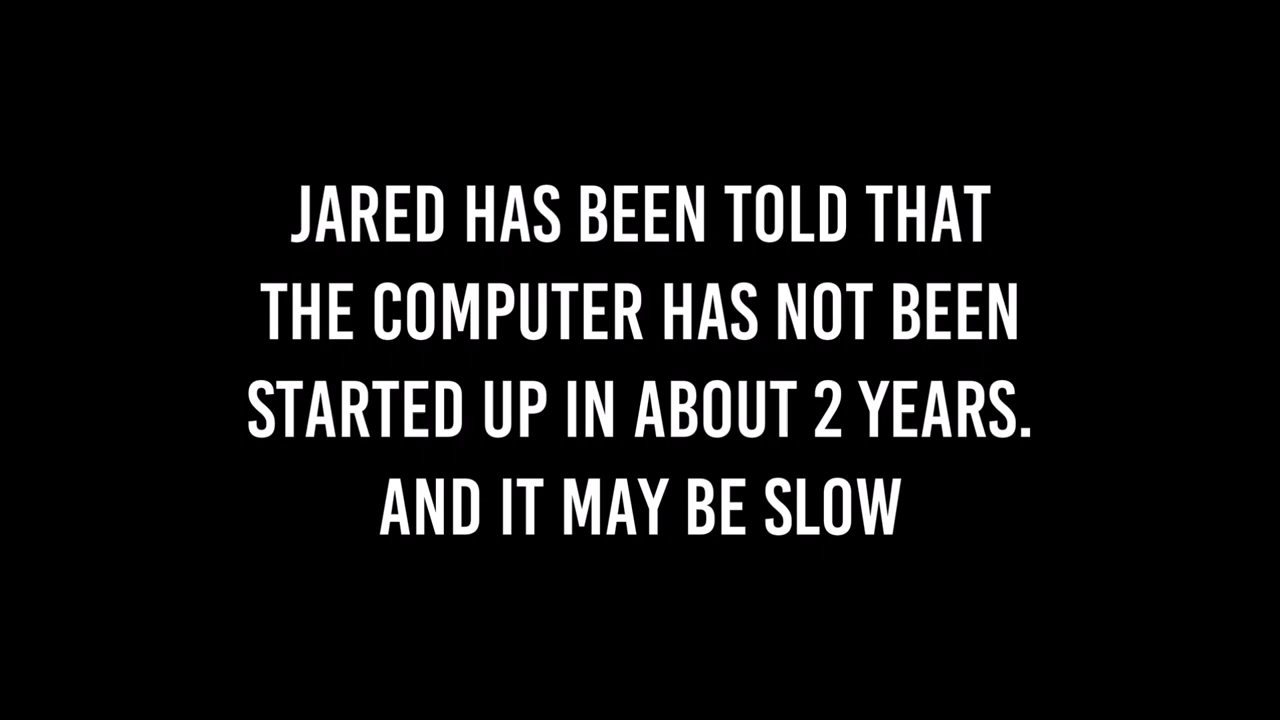 JARED HAS BEEN TOLD THAT
THE COMPUTER HAS NOT BEEN
STARTED UP IN ABOUT 2 YEARS.
AND IT MAY BE SLOW